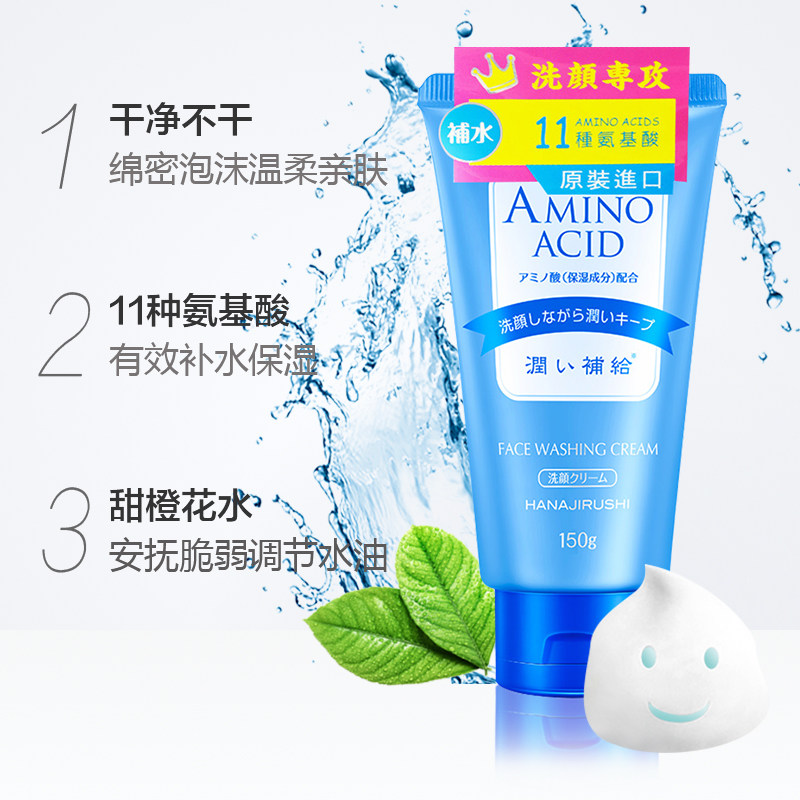 1
干净不干
绵密泡沫温柔亲肤
2
11种氨基酸
有效补水保湿
3
甜橙花水
安抚脆弱调节水油
洗顔専攻
補水
11
AMINO ACIDS
種氨基酸
原裝進口
AMINO
ACID
アミノ酸(保湿成分)配合
洗顔しながら潤いキープ
潤い補給※
FACE WASHING CREAM
洗顔クリーム
HANAJIRUSHI
150g